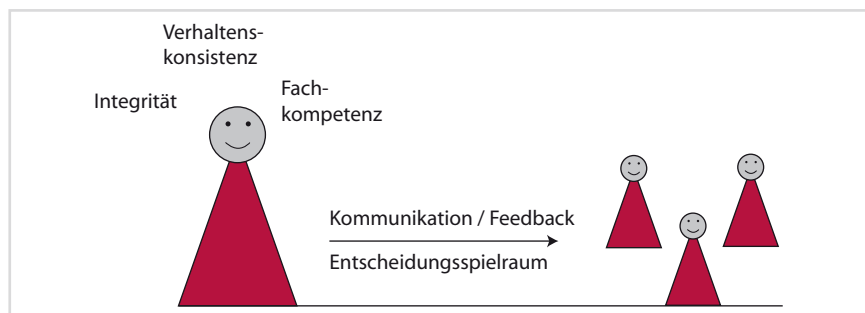 Verhaltens-
konsistenz
Integrität
Fach-
kompetenz
Kommunikation / Feedback
Entscheidungsspielraum